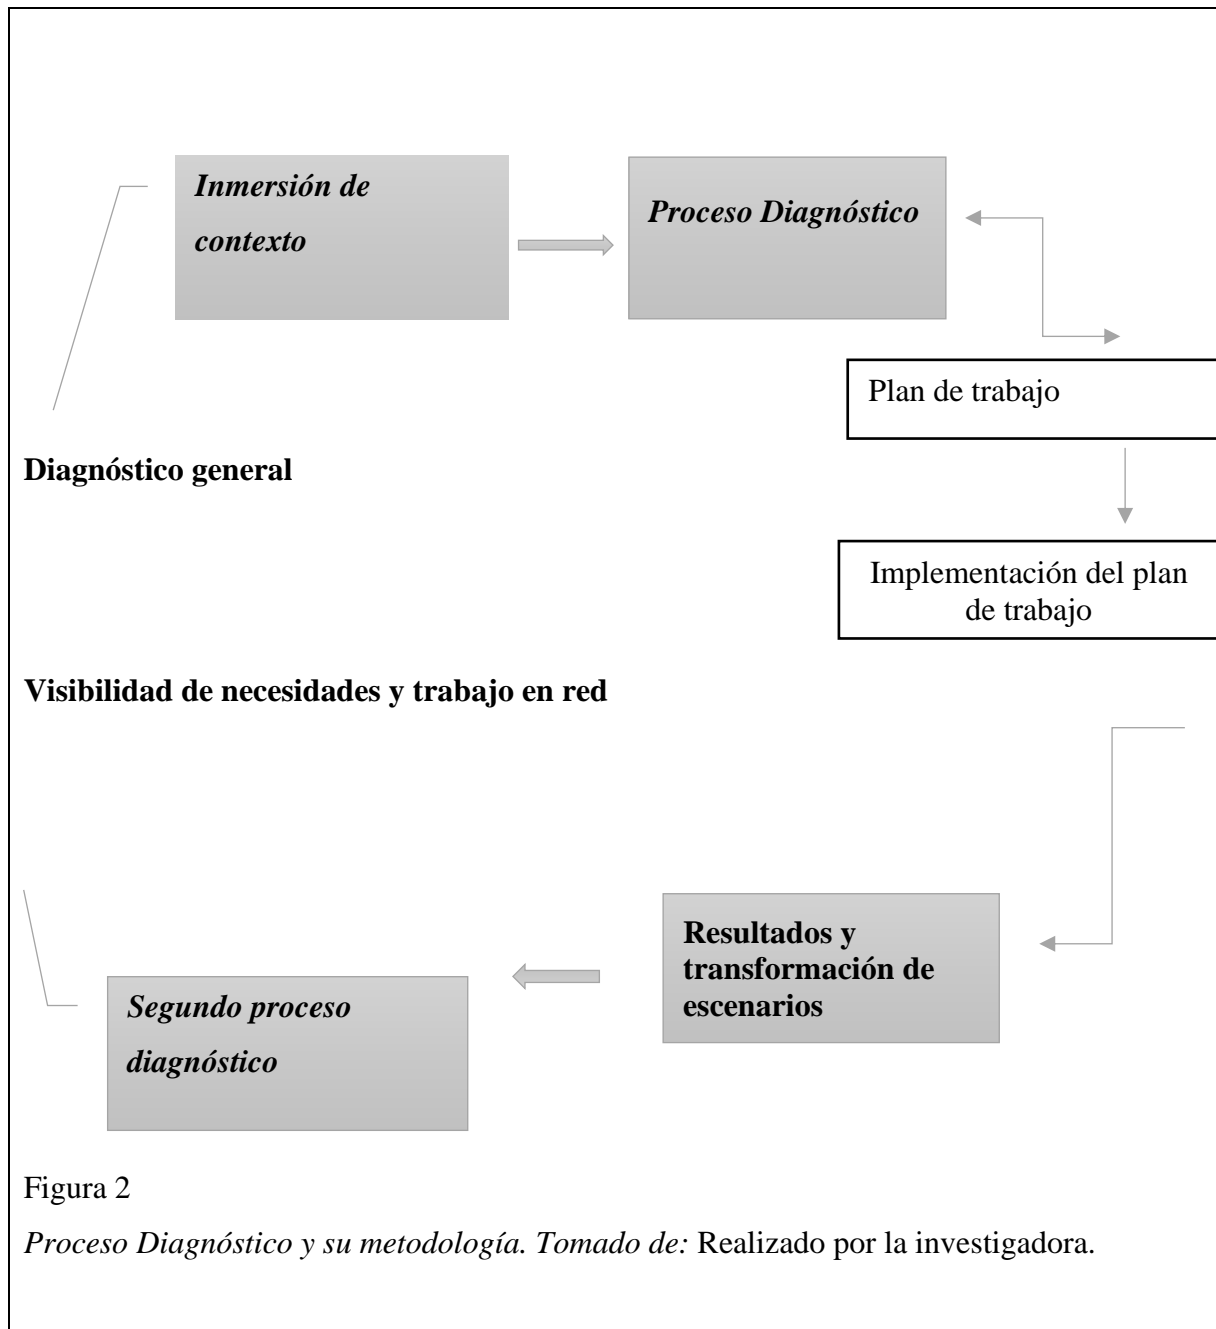 Inmersión de
contexto
Proceso Diagnóstico
Plan de trabajo
Diagnóstico general
Implementación del plan
de trabajo
Visibilidad de necesidades y trabajo en red
Resultados y
transformación de
escenarios
Segundo proceso
diagnóstico
Figura 2
Proceso Diagnóstico y su metodología. Tomado de: Realizado por la investigadora.